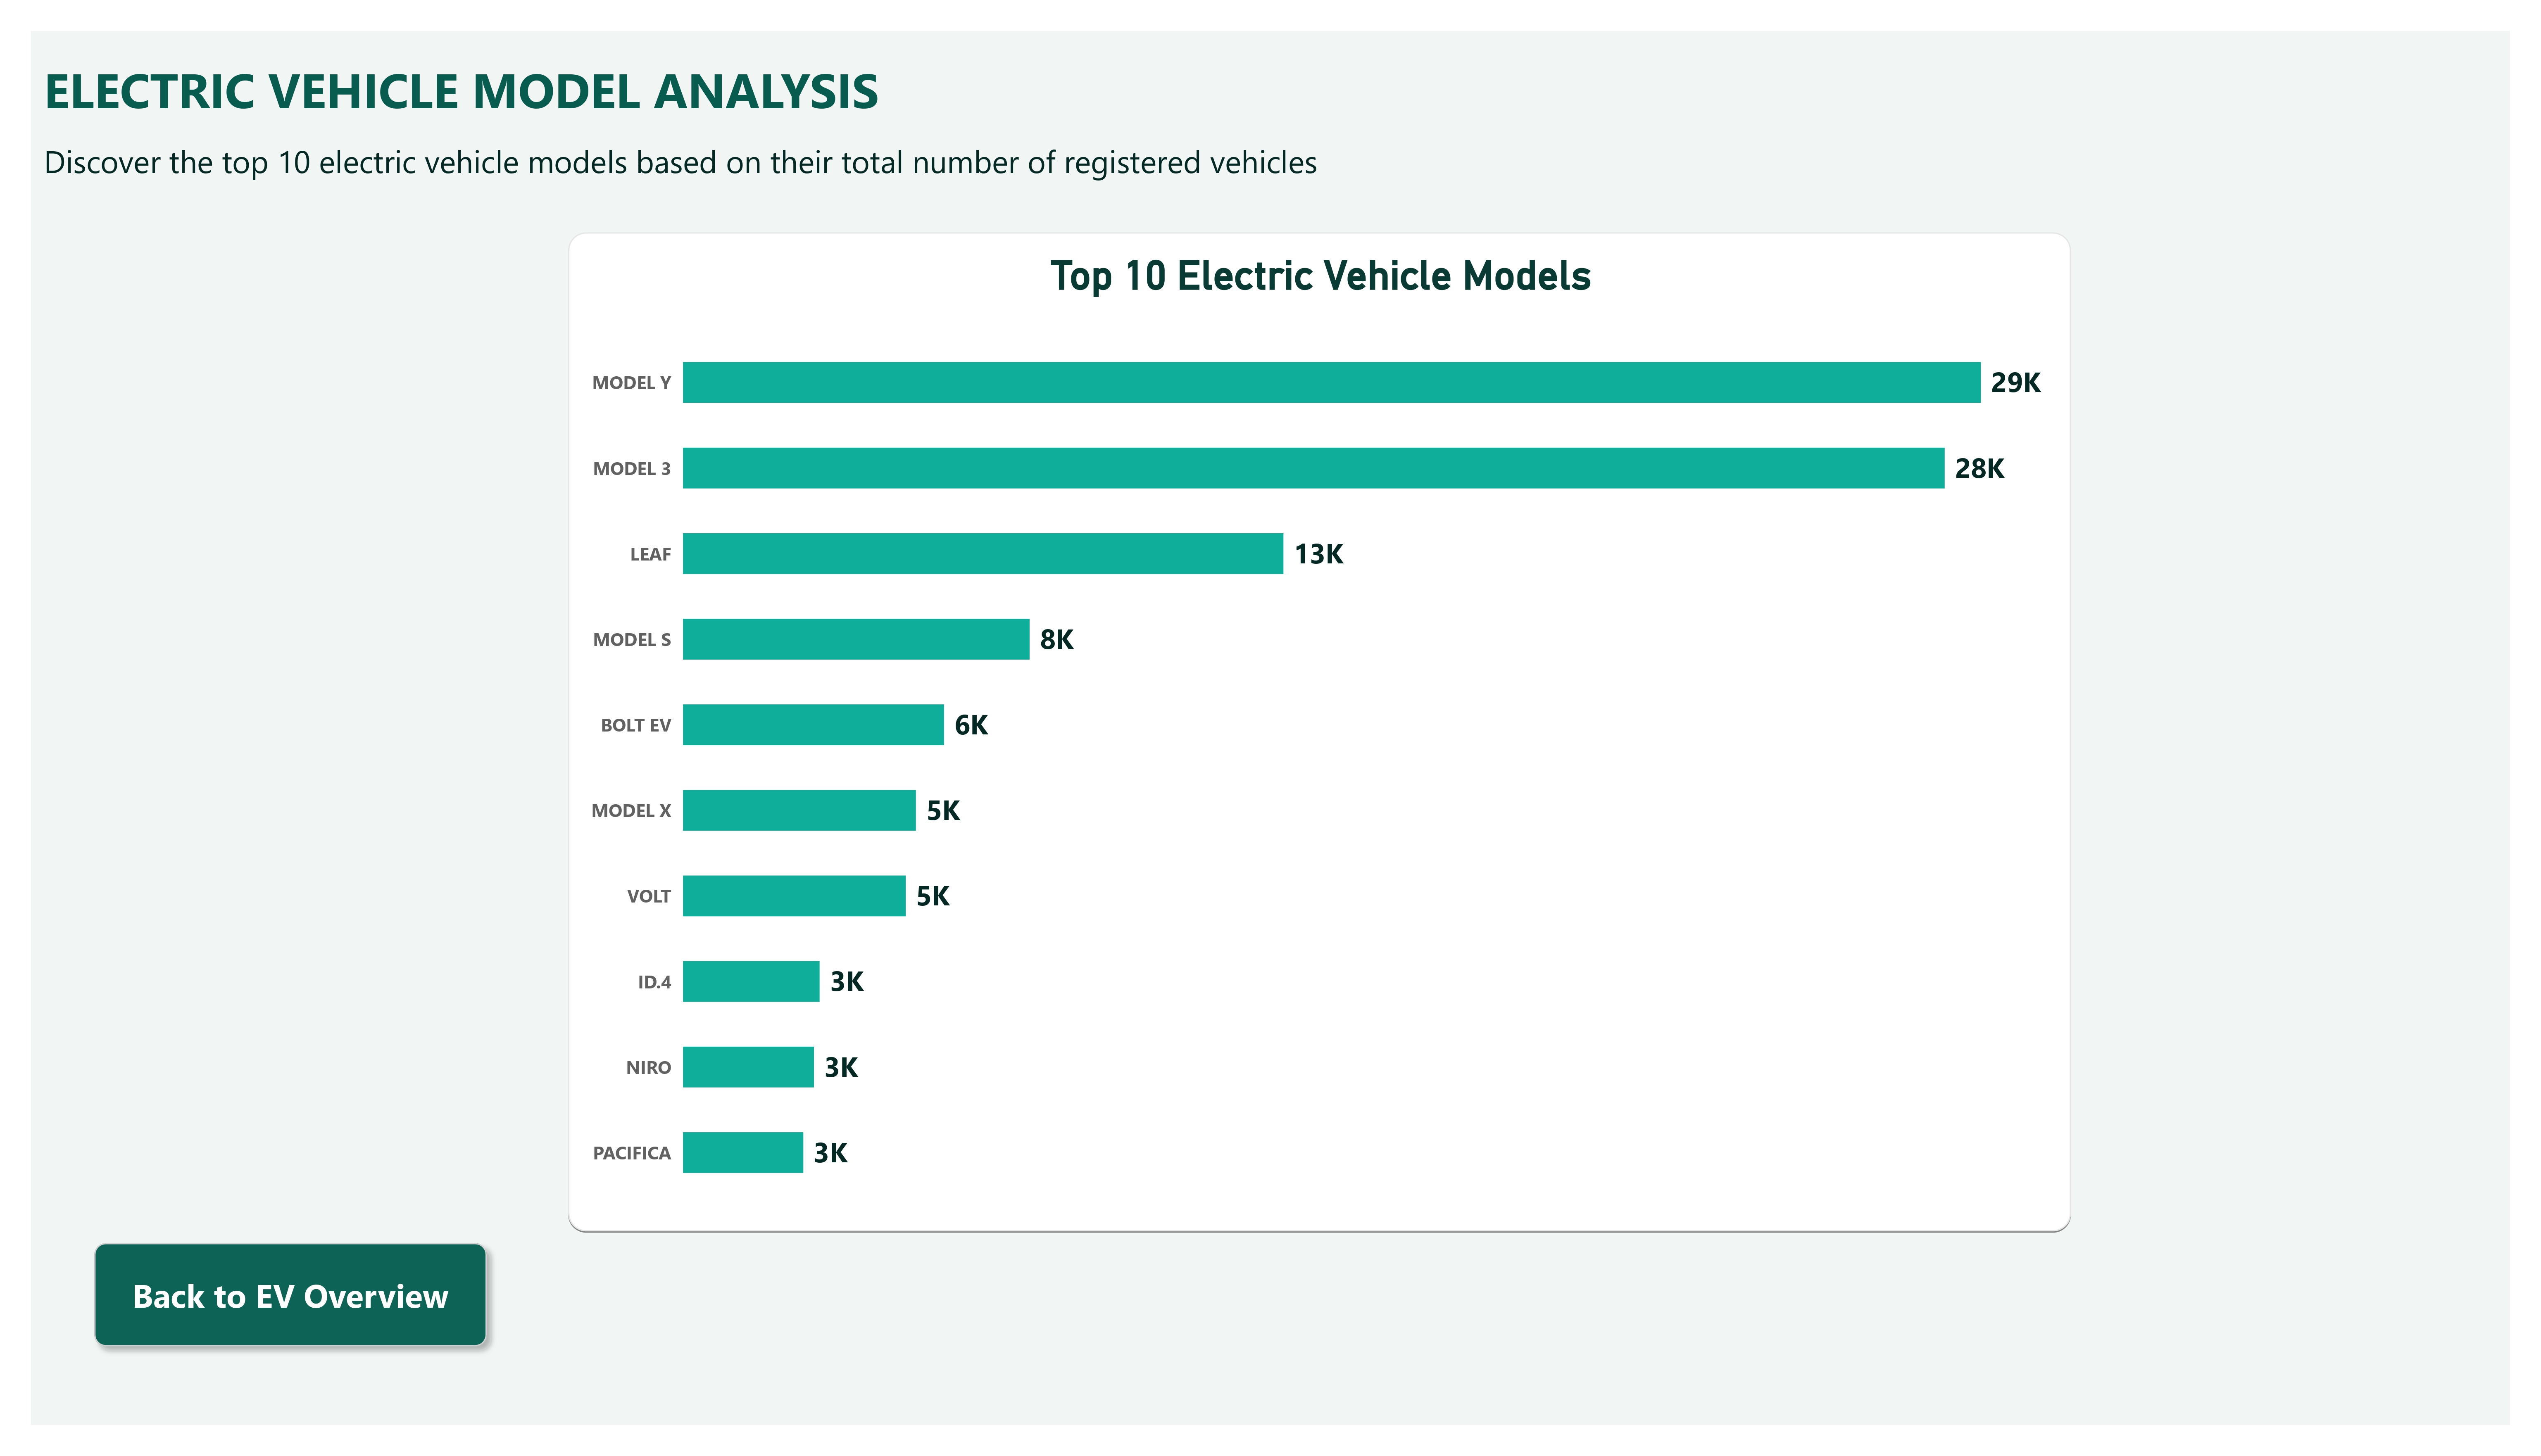 ELECTRIC VEHICLE MODEL ANALYSIS
Discover the top 10 electric vehicle models based on their total number of registered vehicles
Top 10 Electric Vehicle Models
MODEL Y 29K
MODEL 3 28K
LEAF 13K
MODEL S 8K
BOLT EV 6K
MODEL X 5K
VOLT 5K
ID.4 3K
NIRO 3K
PACIFICA 3K
Back to EV Overview